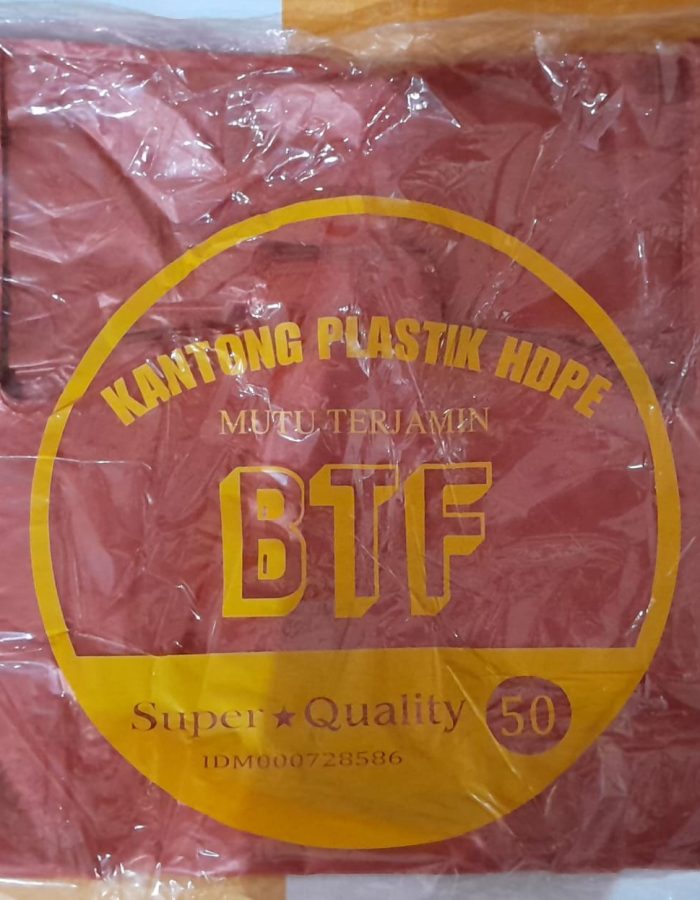 KANTONG PLASTIK HDPE
MUTU TERJAMIN
BTF
Super★Quality 50
IDM000728586